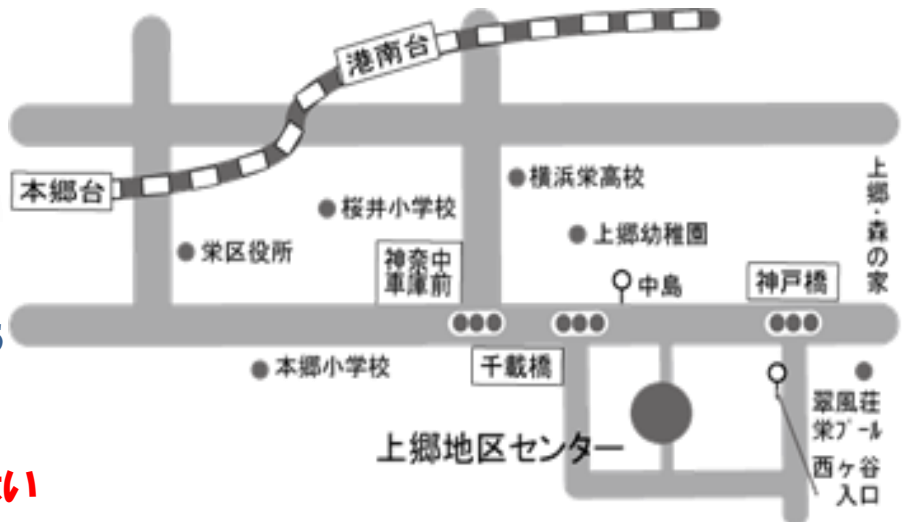 港南台
本郷台
横浜栄高校
桜井小学校
上郷・森の家
上郷幼稚園
栄区役所
神奈中
車庫前
中島
神戸橋
本郷小学校
千載橋
翠風荘
栄プール
上郷地区センター
西ヶ谷
入口
い